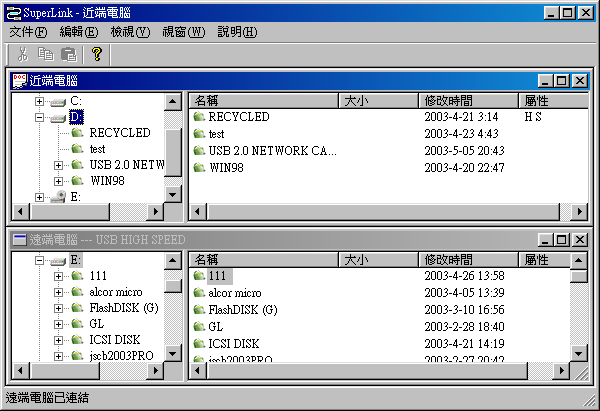 SuperLink - 近端電腦
文件(F) 編輯(E) 檢視(V) 視窗(W) 說明(H)
近端電腦
C:
D:
RECYCLED
test
USB 2.0 NETW
WIN98
E:
名稱 大小 修改時間 屬性
RECYCLED 2003-4-21 3:14 H S
test 2003-4-23 4:43
USB 2.0 NETWORK CA... 2003-5-05 20:43
WIN98 2003-4-20 22:47
遠端電腦 --- USB HIGH SPEED
E:
111
alcor micro
FlashDISK (G)
GL
ICSI DISK
jscb2003PRO
名稱 大小 修改時間 屬性
111 2003-4-26 13:58
alcor micro 2003-4-05 13:39
FlashDISK (G) 2003-3-10 16:56
GL 2003-2-28 18:40
ICSI DISK 2003-4-21 14:19
jscb2003PRO 2003-2-27 20:42
遠端電腦已連結